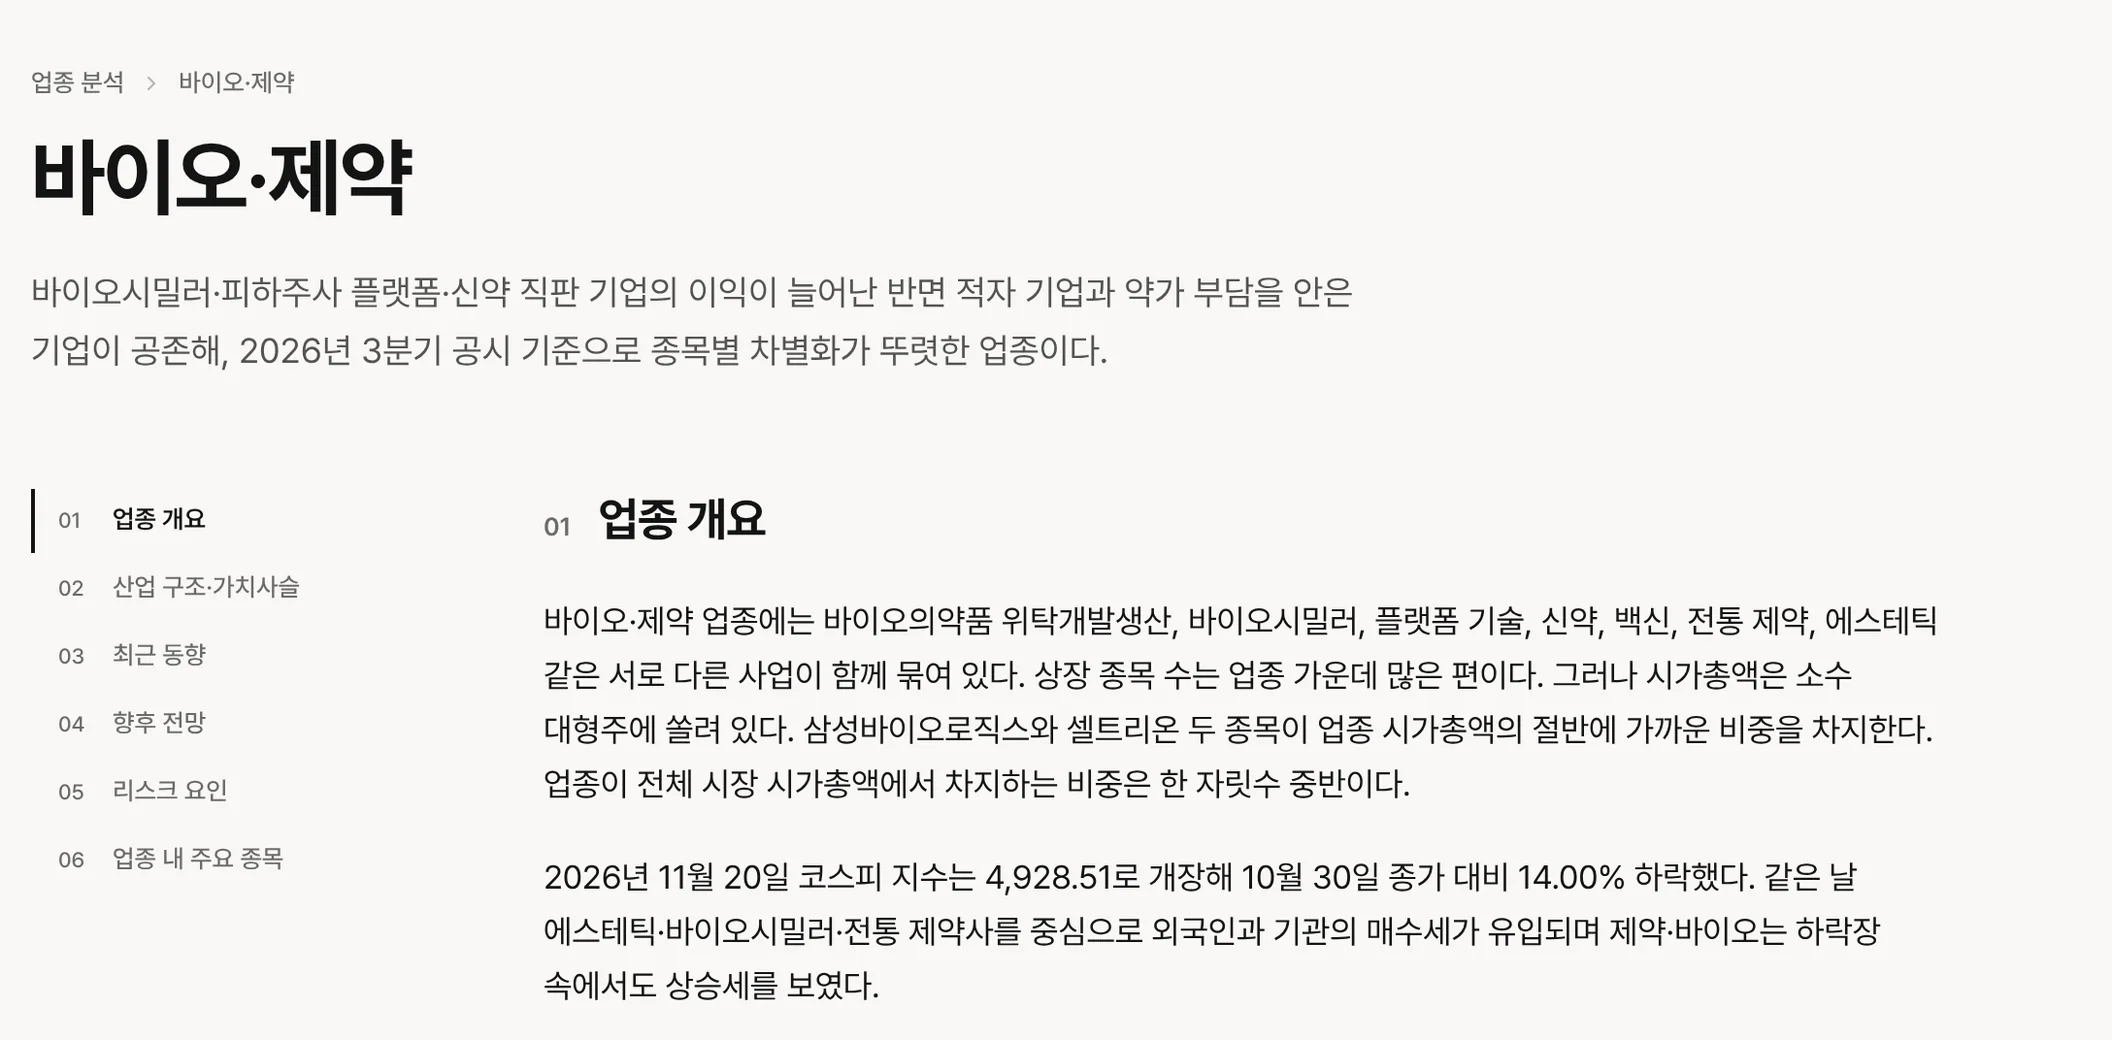 업종 분석 > 바이오·제약
바이오·제약
바이오시밀러·피하주사 플랫폼·신약 직판 기업의 이익이 늘어난 반면 적자 기업과 약가 부담을 안은
기업이 공존해, 2026년 3분기 공시 기준으로 종목별 차별화가 뚜렷한 업종이다.
01 업종 개요
02 산업 구조·가치사슬
03 최근 동향
04 향후 전망
05 리스크 요인
06 업종 내 주요 종목
01 업종 개요
바이오·제약 업종에는 바이오의약품 위탁개발생산, 바이오시밀러, 플랫폼 기술, 신약, 백신, 전통 제약, 에스테틱
같은 서로 다른 사업이 함께 묶여 있다. 상장 종목 수는 업종 가운데 많은 편이다. 그러나 시가총액은 소수
대형주에 쏠려 있다. 삼성바이오로직스와 셀트리온 두 종목이 업종 시가총액의 절반에 가까운 비중을 차지한다.
업종이 전체 시장 시가총액에서 차지하는 비중은 한 자릿수 중반이다.
2026년 11월 20일 코스피 지수는 4,928.51로 개장해 10월 30일 종가 대비 14.00% 하락했다. 같은 날
에스테틱·바이오시밀러·전통 제약사를 중심으로 외국인과 기관의 매수세가 유입되며 제약·바이오는 하락장
속에서도 상승세를 보였다.